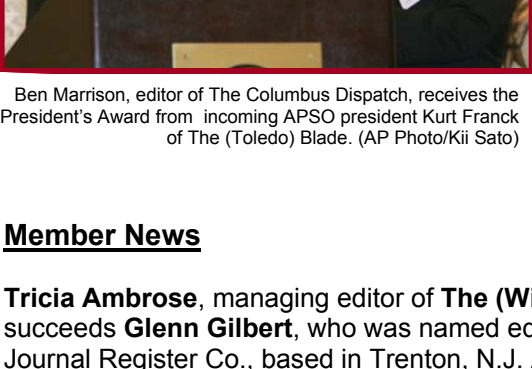 Ben Marrison, editor of The Columbus Dispatch, receives the
President’s Award from incoming APSO president Kurt Franck
of The (Toledo) Blade. (AP Photo/Kii Sato)
Member News
Tricia Ambrose, managing editor of The
succeeds Glenn Gilbert, who was named
Journal Register Co., based in Trenton, N.J.